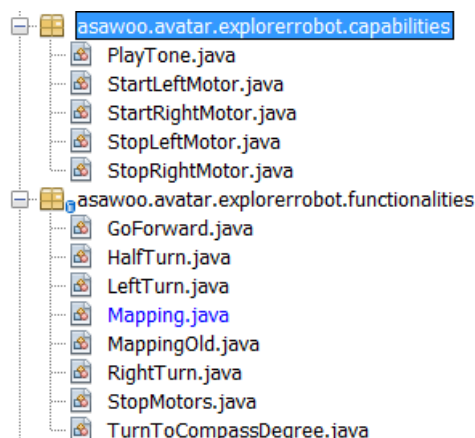 asawoo.avatar.explorerrobot.capabilities
PlayTone.java
StartLeftMotor.java
StartRightMotor.java
StopLeftMotor.java
StopRightMotor.java
asawoo.avatar.explorerrobot.functionalities
GoForward.java
HalfTurn.java
LeftTurn.java
Mapping.java
MappingOld.java
RightTurn.java
StopMotors.java
TurnToCompassDegree.java